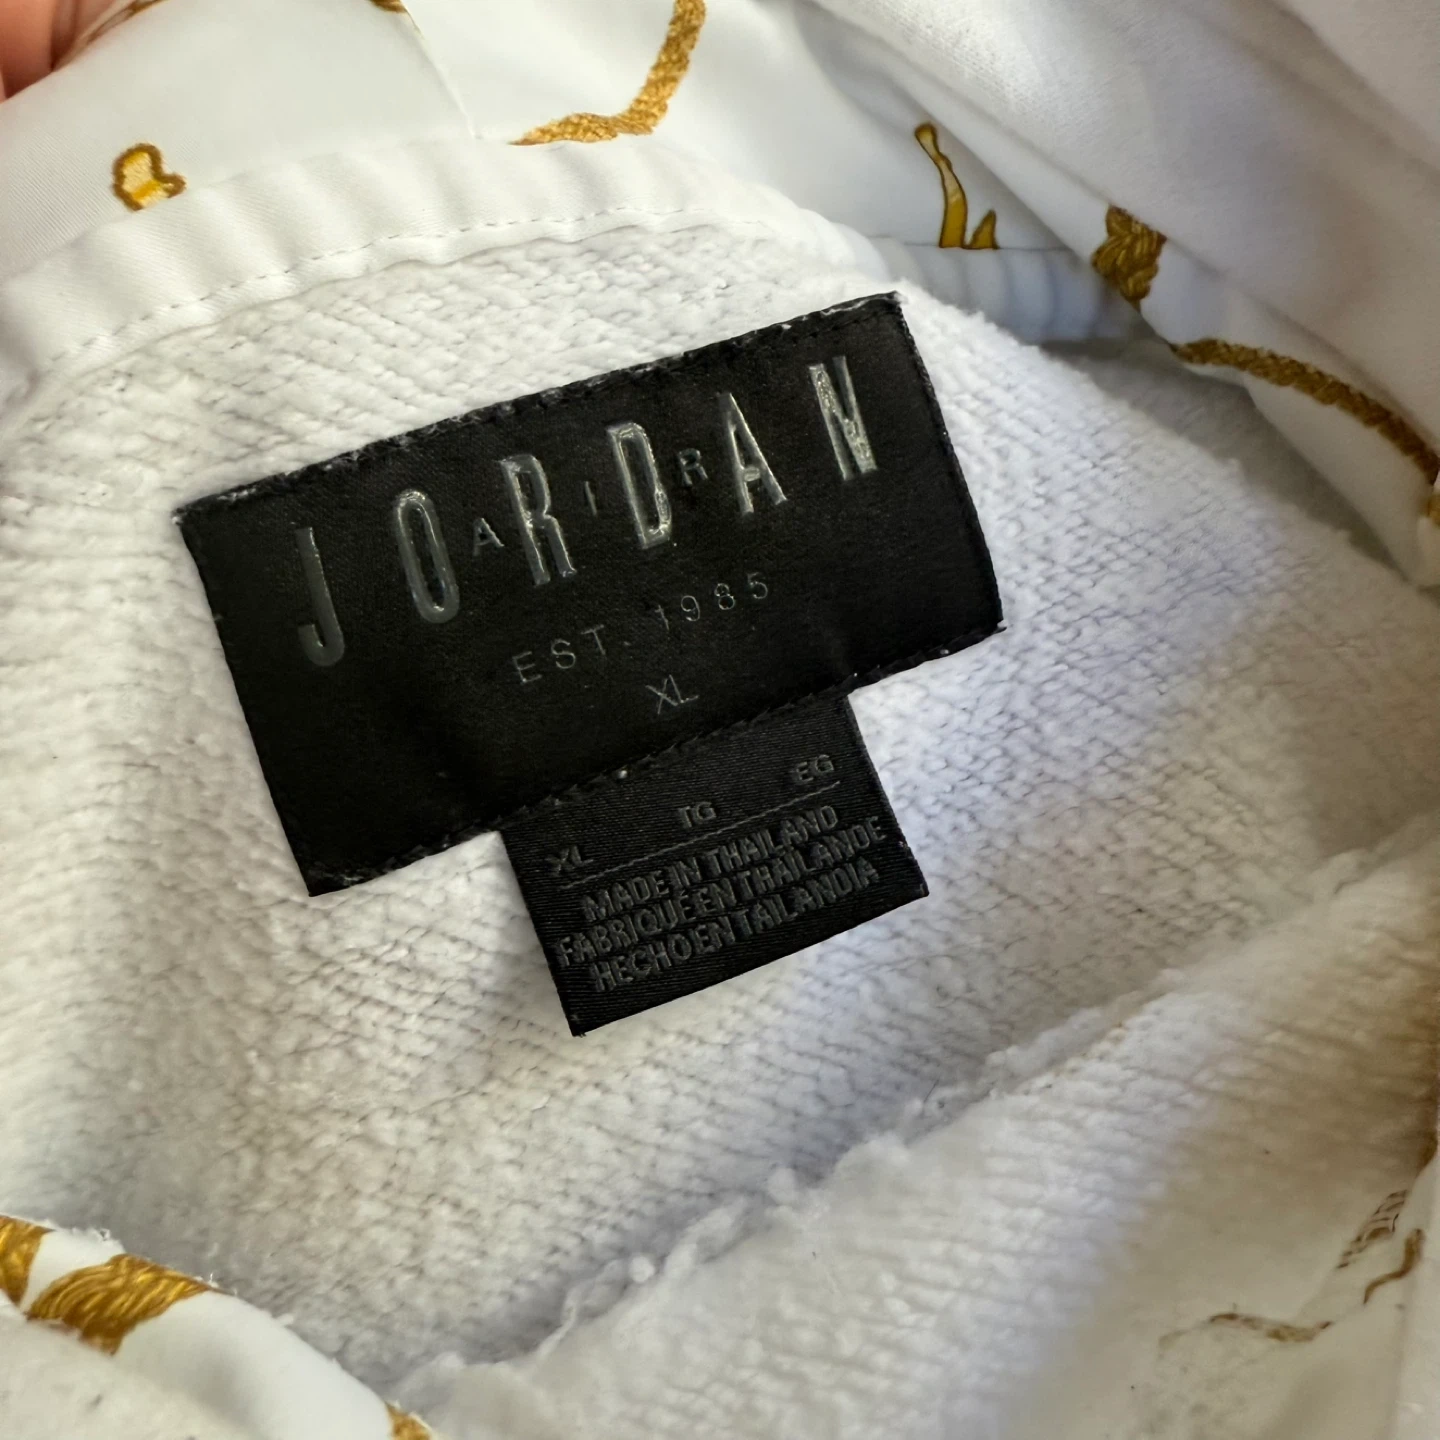 JORDAN
AIR
EST. 1985
XL
XL TG EG
MADE IN THAILAND
FABRIQUÉ EN THAÏLANDE
HECHO EN TAILANDIA